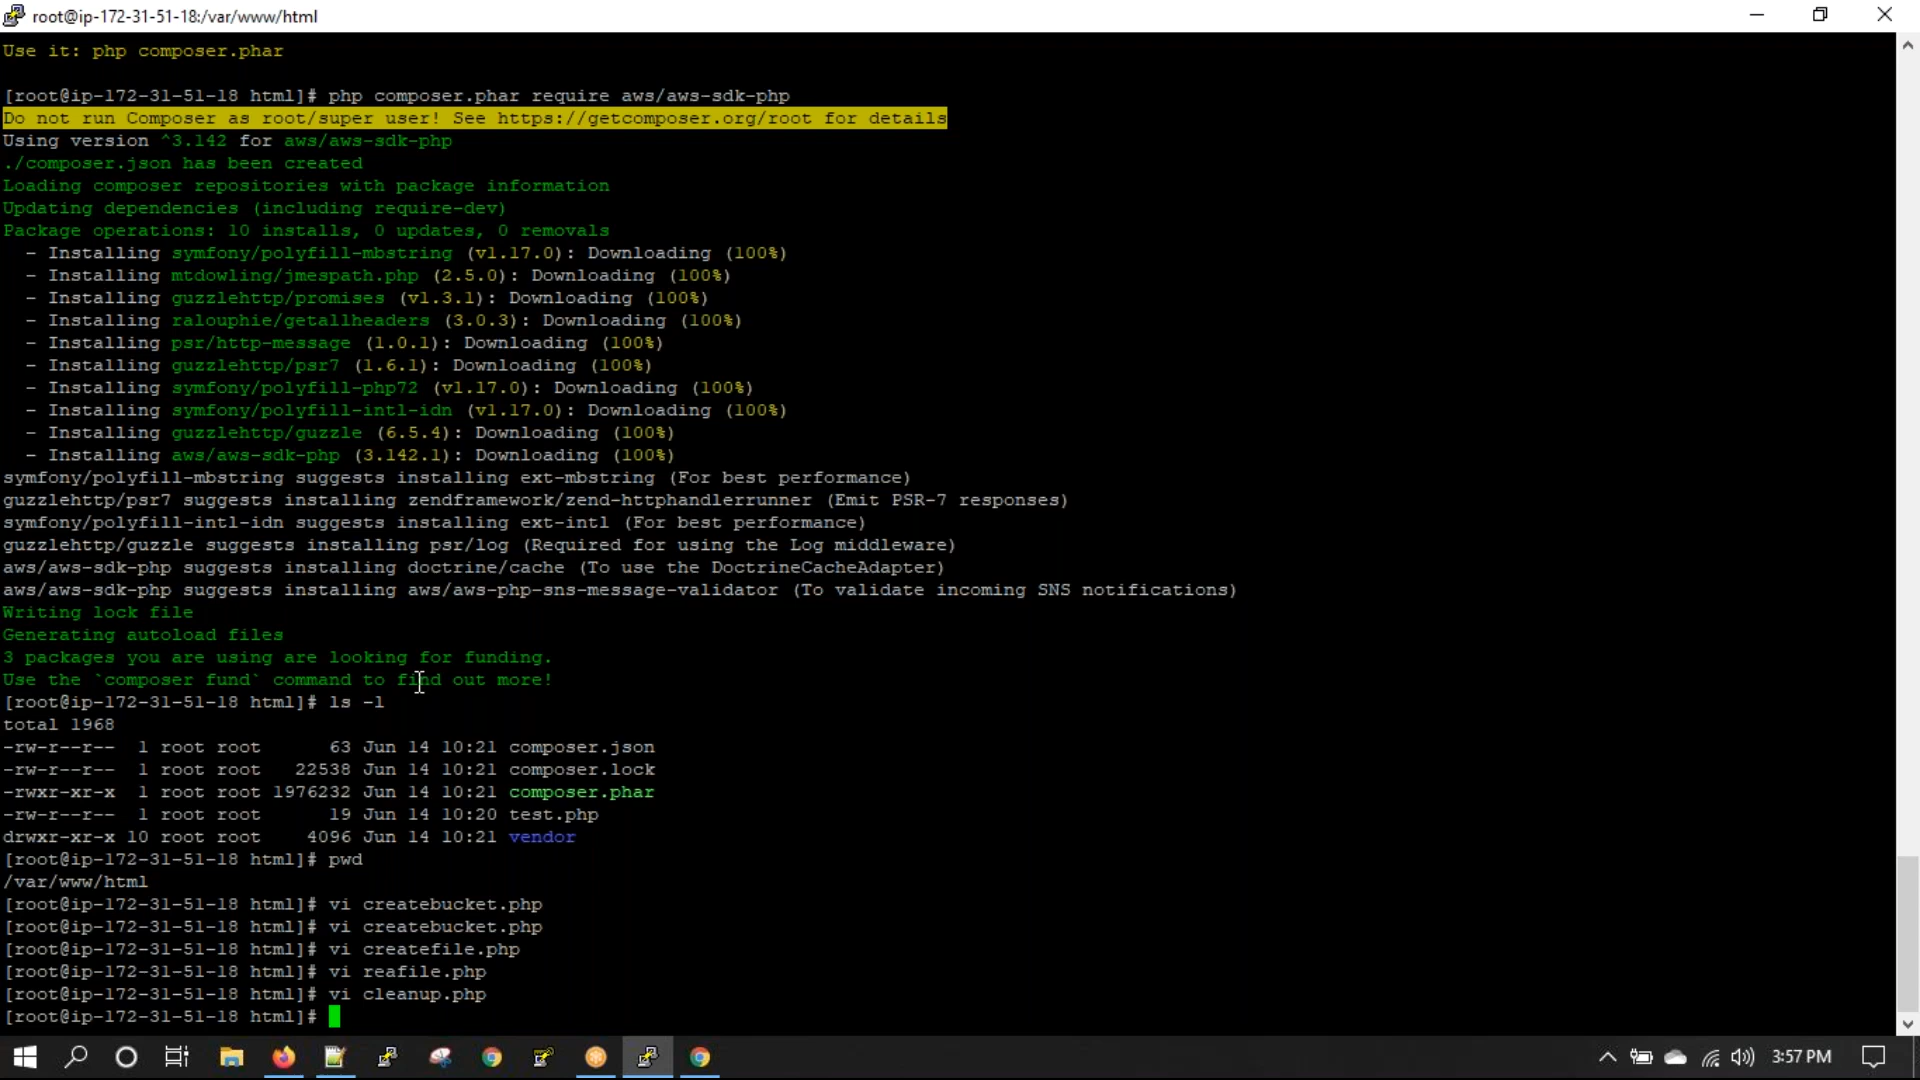 root@ip-172-31-51-18:/var/www/html
Use it: php composer.phar
[root@ip-172-31-51-18 html]# php composer.phar require aws/aws-sdk-php
Do not run Composer as root/super user! See https://getcomposer.org/root for details
Using version ^3.142 for aws/aws-sdk-php
./composer.json has been created
Loading composer repositories with package information
Updating dependencies (including require-dev)
Package operations: 10 installs, 0 updates, 0 removals
  - Installing symfony/polyfill-mbstring (v1.17.0): Downloading (100%)
  - Installing mtdowling/jmespath.php (2.5.0): Downloading (100%)
  - Installing guzzlehttp/promises (v1.3.1): Downloading (100%)
  - Installing ralouphie/getallheaders (3.0.3): Downloading (100%)
  - Installing psr/http-message (1.0.1): Downloading (100%)
  - Installing guzzlehttp/psr7 (1.6.1): Downloading (100%)
  - Installing symfony/polyfill-php72 (v1.17.0): Downloading (100%)
  - Installing symfony/polyfill-intl-idn (v1.17.0): Downloading (100%)
  - Installing guzzlehttp/guzzle (6.5.4): Downloading (100%)
  - Installing aws/aws-sdk-php (3.142.1): Downloading (100%)
symfony/polyfill-mbstring suggests installing ext-mbstring (For best performance)
guzzlehttp/psr7 suggests installing zendframework/zend-httphandlerrunner (Emit PSR-7 responses)
symfony/polyfill-intl-idn suggests installing ext-intl (For best performance)
guzzlehttp/guzzle suggests installing psr/log (Required for using the Log middleware)
aws/aws-sdk-php suggests installing doctrine/cache (To use the DoctrineCacheAdapter)
aws/aws-sdk-php suggests installing aws/aws-php-sns-message-validator (To validate incoming SNS notifications)
Writing lock file
Generating autoload files
3 packages you are using are looking for funding.
Use the `composer fund` command to find out more!
[root@ip-172-31-51-18 html]# ls -l
total 1968
-rw-r--r--  1 root root      63 Jun 14 10:21 composer.json
-rw-r--r--  1 root root   22538 Jun 14 10:21 composer.lock
-rwxr-xr-x  1 root root 1976232 Jun 14 10:21 composer.phar
-rw-r--r--  1 root root      19 Jun 14 10:20 test.php
drwxr-xr-x 10 root root    4096 Jun 14 10:21 vendor
[root@ip-172-31-51-18 html]# pwd
/var/www/html
[root@ip-172-31-51-18 html]# vi createbucket.php
[root@ip-172-31-51-18 html]# vi createbucket.php
[root@ip-172-31-51-18 html]# vi createfile.php
[root@ip-172-31-51-18 html]# vi reafile.php
[root@ip-172-31-51-18 html]# vi cleanup.php
[root@ip-172-31-51-18 html]#
3:57 PM